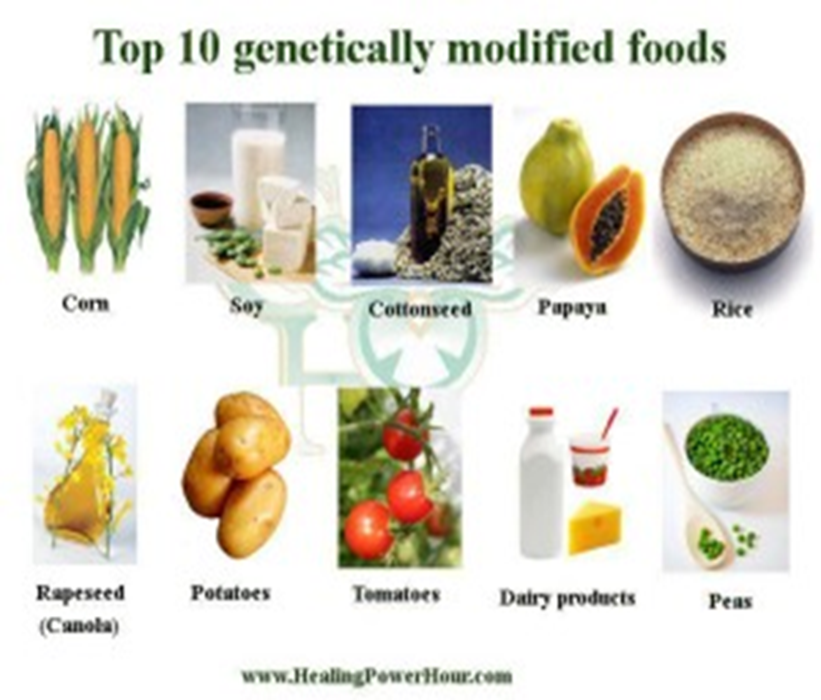 Top 10 genetically modified foods
Corn
Soy
Cottonseed
Papaya
Rice
Rapeseed
(Canola)
Potatoes
Tomatoes
Dairy products
Peas
www.HealingPowerHour.com